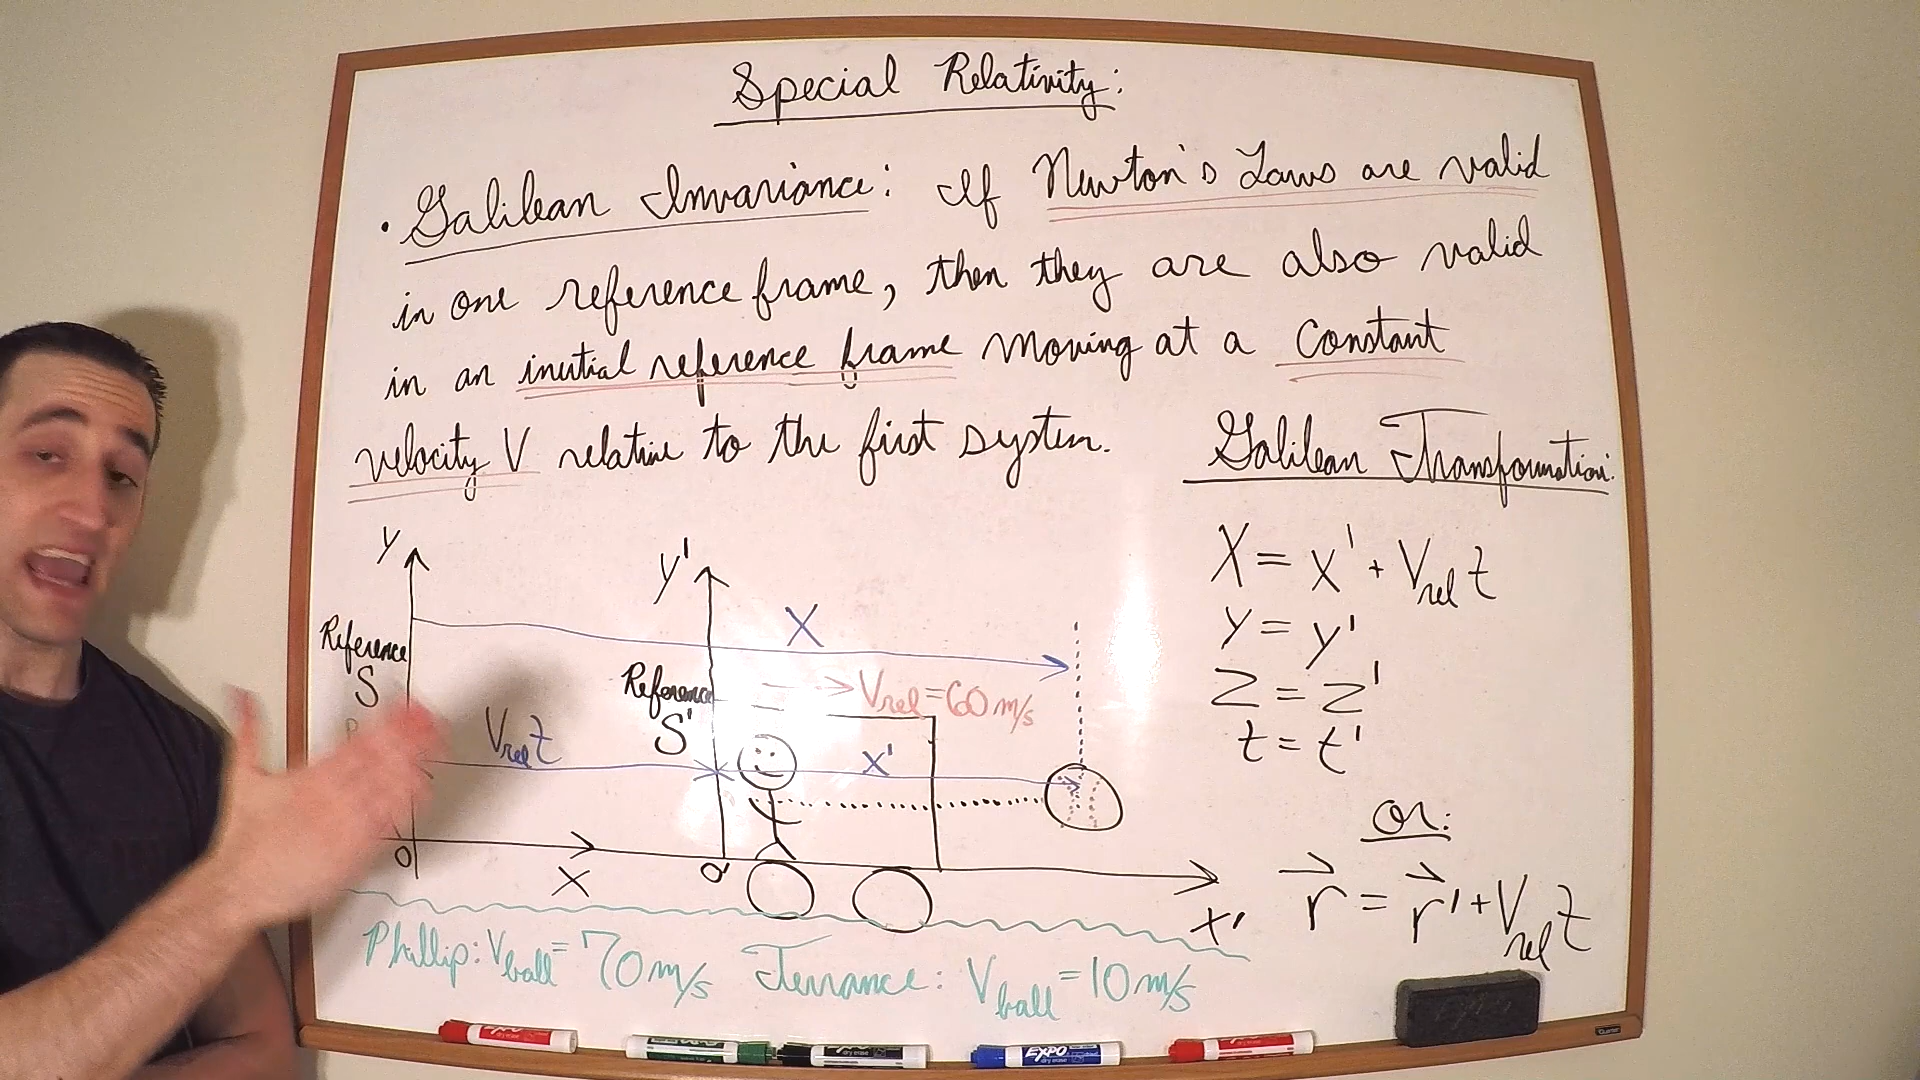 Special Relativity:
• Galilean Invariance: If Newton's Laws are valid
in one reference frame, then they are also valid
in an inertial reference frame moving at a constant
velocity V relative to the first system.
Galilean Transformation:
X = x' + Vrel t
y = y'
z = z'
t = t'
or:
r = r' + Vrel t
y
y'
X
Reference
S
Reference
S'
Vrel = 60 m/s
Vrel t
x'
0
X
0'
x'
Phillip: Vball = 70 m/s Terrance: Vball = 10 m/s
EXPO